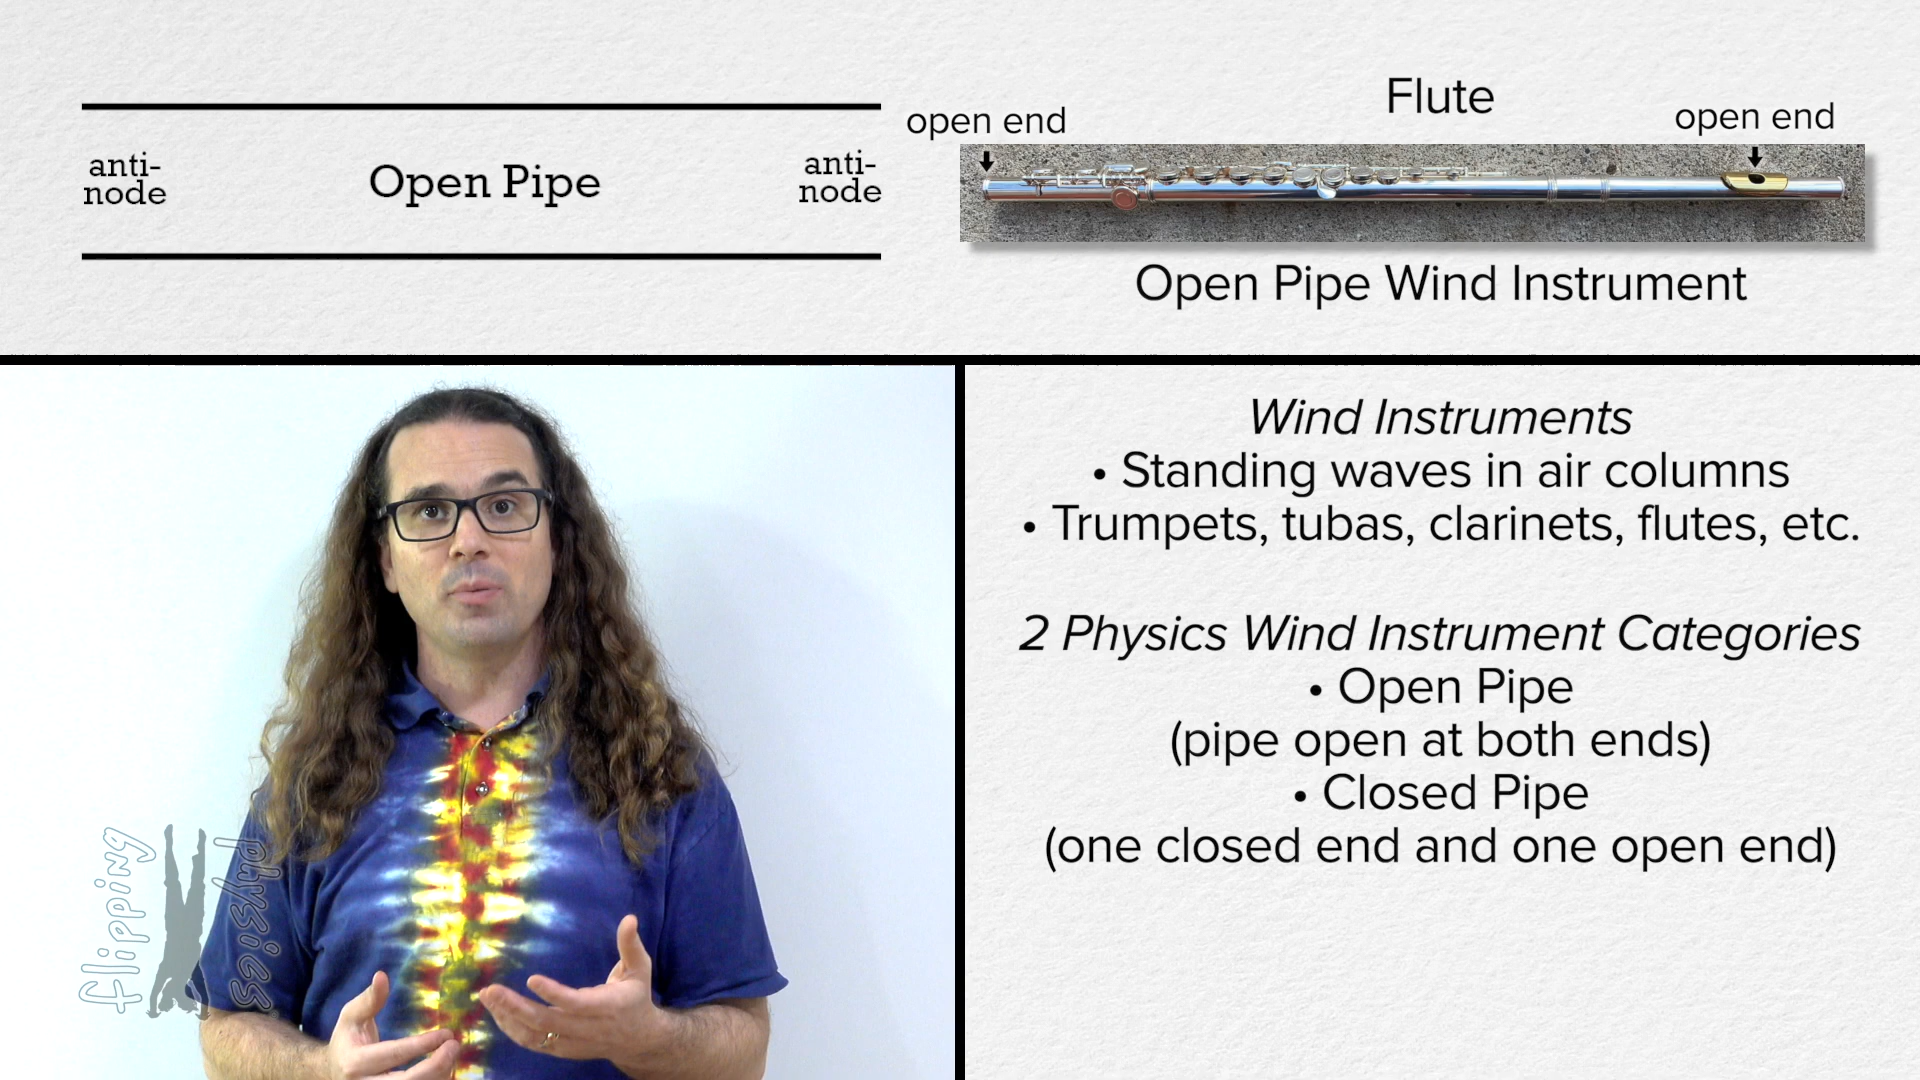 anti-
node
Open Pipe
anti-
node
Flute
open end
open end
Open Pipe Wind Instrument
Wind Instruments
• Standing waves in air columns
• Trumpets, tubas, clarinets, flutes, etc.
2 Physics Wind Instrument Categories
• Open Pipe
(pipe open at both ends)
• Closed Pipe
(one closed end and one open end)
flipping
physics